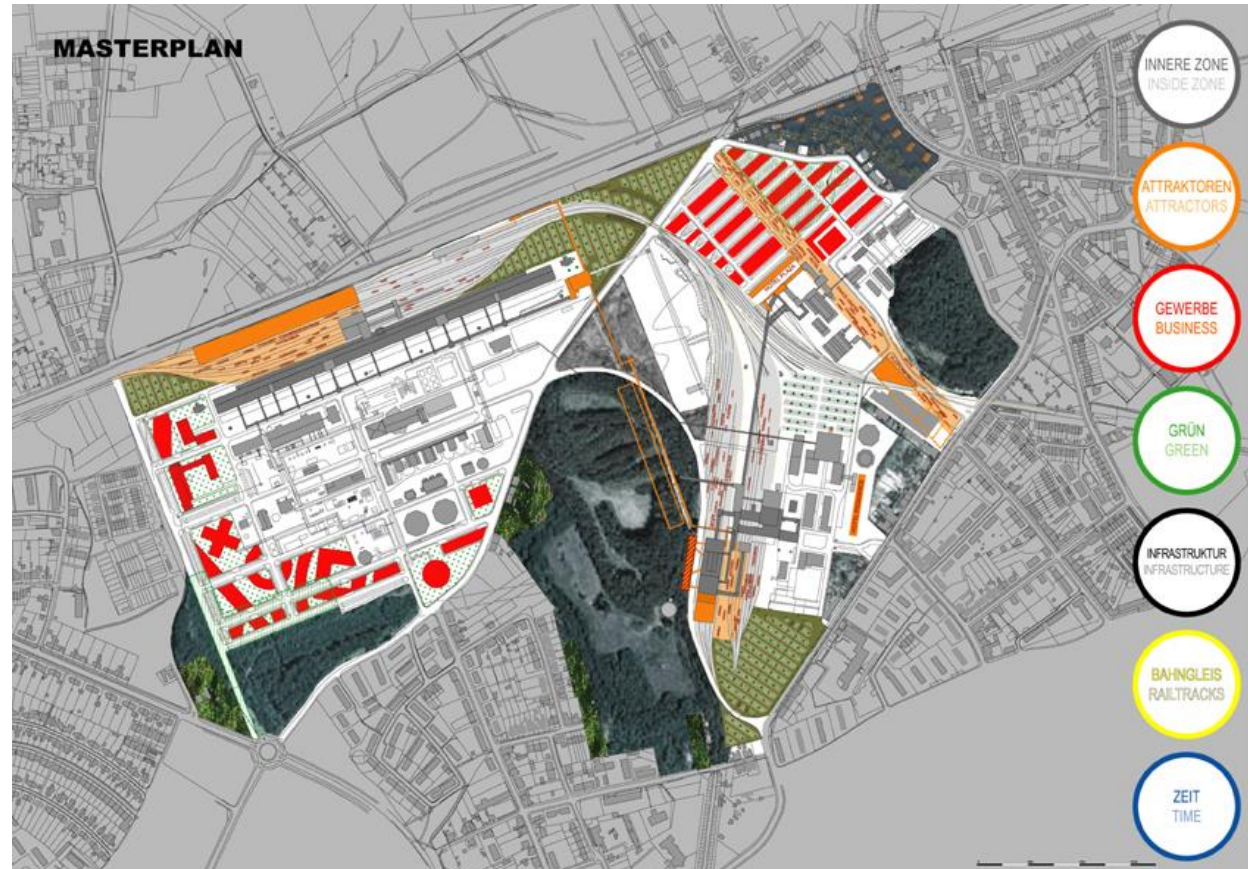 MASTERPLAN
INNERE ZONE
INSIDE ZONE
ATTRAKTOREN
ATTRACTORS
GEWERBE
BUSINESS
GRÜN
GREEN
INFRASTRUKTUR
INFRASTRUCTURE
BAHNGLEIS
RAILTRACKS
ZEIT
TIME